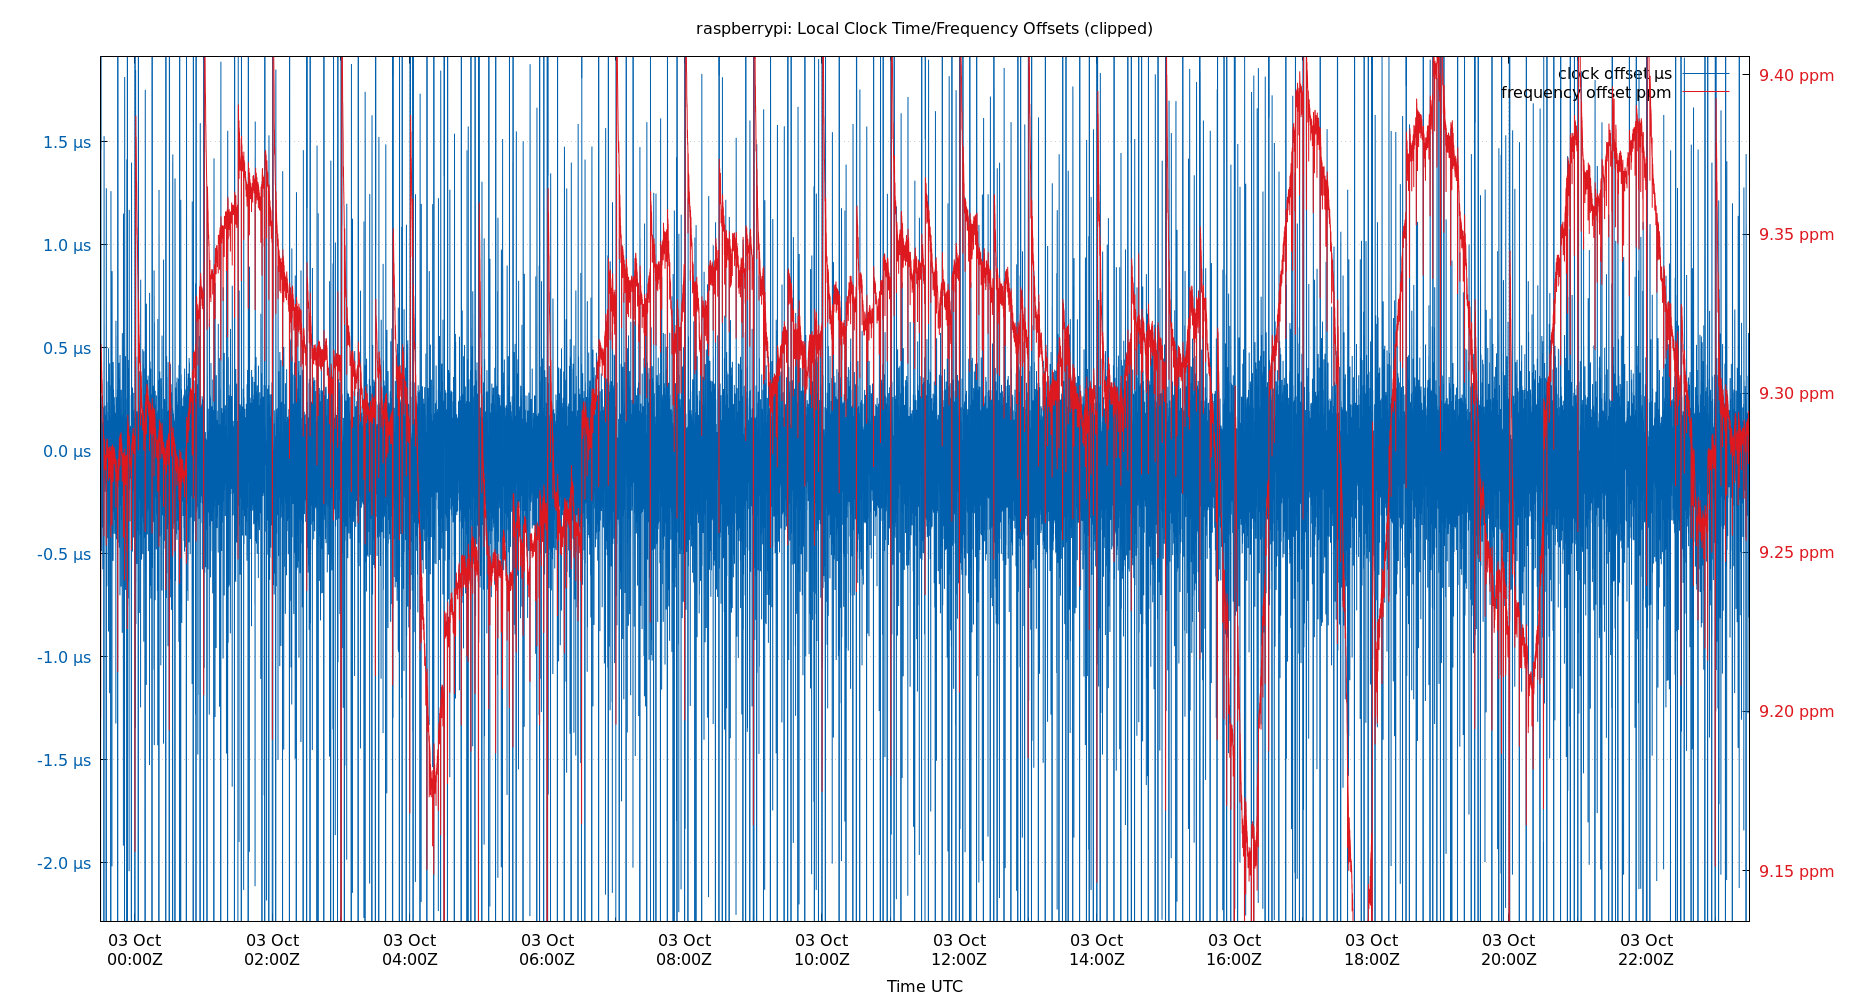 raspberrypi: Local Clock Time/Frequency Offsets (clipped)
clock offset µs
frequency offset ppm
1.5 µs
1.0 µs
0.5 µs
0.0 µs
-0.5 µs
-1.0 µs
-1.5 µs
-2.0 µs
9.40 ppm
9.35 ppm
9.30 ppm
9.25 ppm
9.20 ppm
9.15 ppm
03 Oct 03 Oct 03 Oct 03 Oct 03 Oct 03 Oct 03 Oct 03 Oct 03 Oct 03 Oct 03 Oct 03 Oct
00:00Z 02:00Z 04:00Z 06:00Z 08:00Z 10:00Z 12:00Z 14:00Z 16:00Z 18:00Z 20:00Z 22:00Z
Time UTC